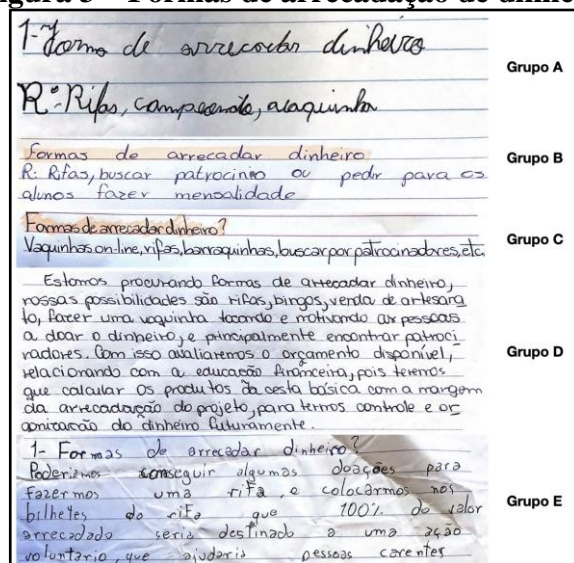 Figura 3 – Formas de arrecadação de dinhe
1-Forma de arrecadar dinheiro
Grupo A
R: Rifas, campeonato, vaquinha
Formas de arrecadar dinheiro
Grupo B
R: Rifas, buscar patrocinio ou pedir para os
alunos fazer mensalidade
Formas de arrecadar dinheiro?
Grupo C
Vaquinhas on-line, rifas, barraquinhas, buscar por patrocinadores, etc.
Estamos procurando formas de arrecadar dinheiro,
nossas possibilidades são rifas, bingos, venda de artesana
to, fazer uma vaquinha tocando e motivando as pessoas
a doar o dinheiro, e principalmente encontrar patroci
nadores. Com isso avaliaremos o orçamento disponível,
Grupo D
relacionando com a educação financeira, pois teremos
que calcular os produtos da cesta básica com a margem
da arrecadação do projeto, para termos controle e or
ganização do dinheiro futuramente.
1- Formas de arrecadar dinheiro?
Poderiamos conseguir algumas doações para
fazermos uma rifa e colocarmos nos
Grupo E
bilhetes da rifa que 100% do valor
arrecadado seria destinado a uma ação
voluntario, que ajudaria pessoas carentes